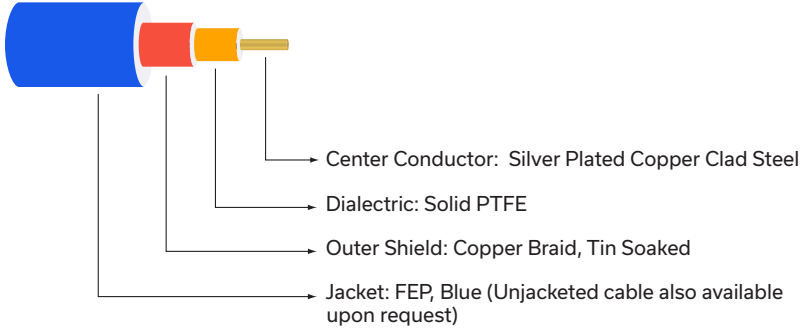 Center Conductor:  Silver Plated Copper Clad Steel
Dialectric: Solid PTFE
Outer Shield: Copper Braid, Tin Soaked
Jacket: FEP, Blue (Unjacketed cable also available
upon request)